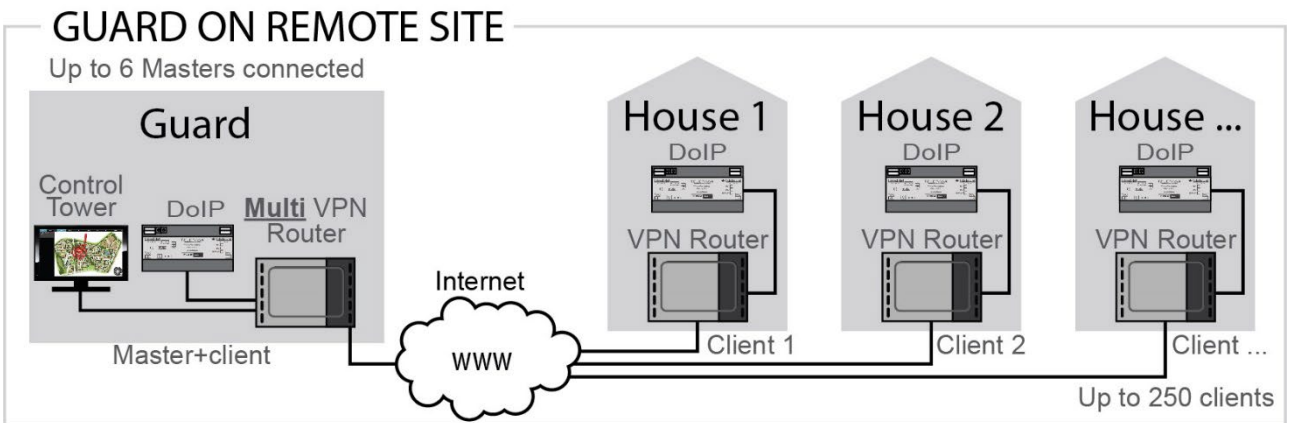 GUARD ON REMOTE SITE
Up to 6 Masters connected
Guard
Control
Tower
DoIP
Multi VPN
Router
Master+client
Internet
WWW
House 1
DoIP
VPN Router
Client 1
House 2
DoIP
VPN Router
Client 2
House ...
DoIP
VPN Router
Client ...
Up to 250 clients